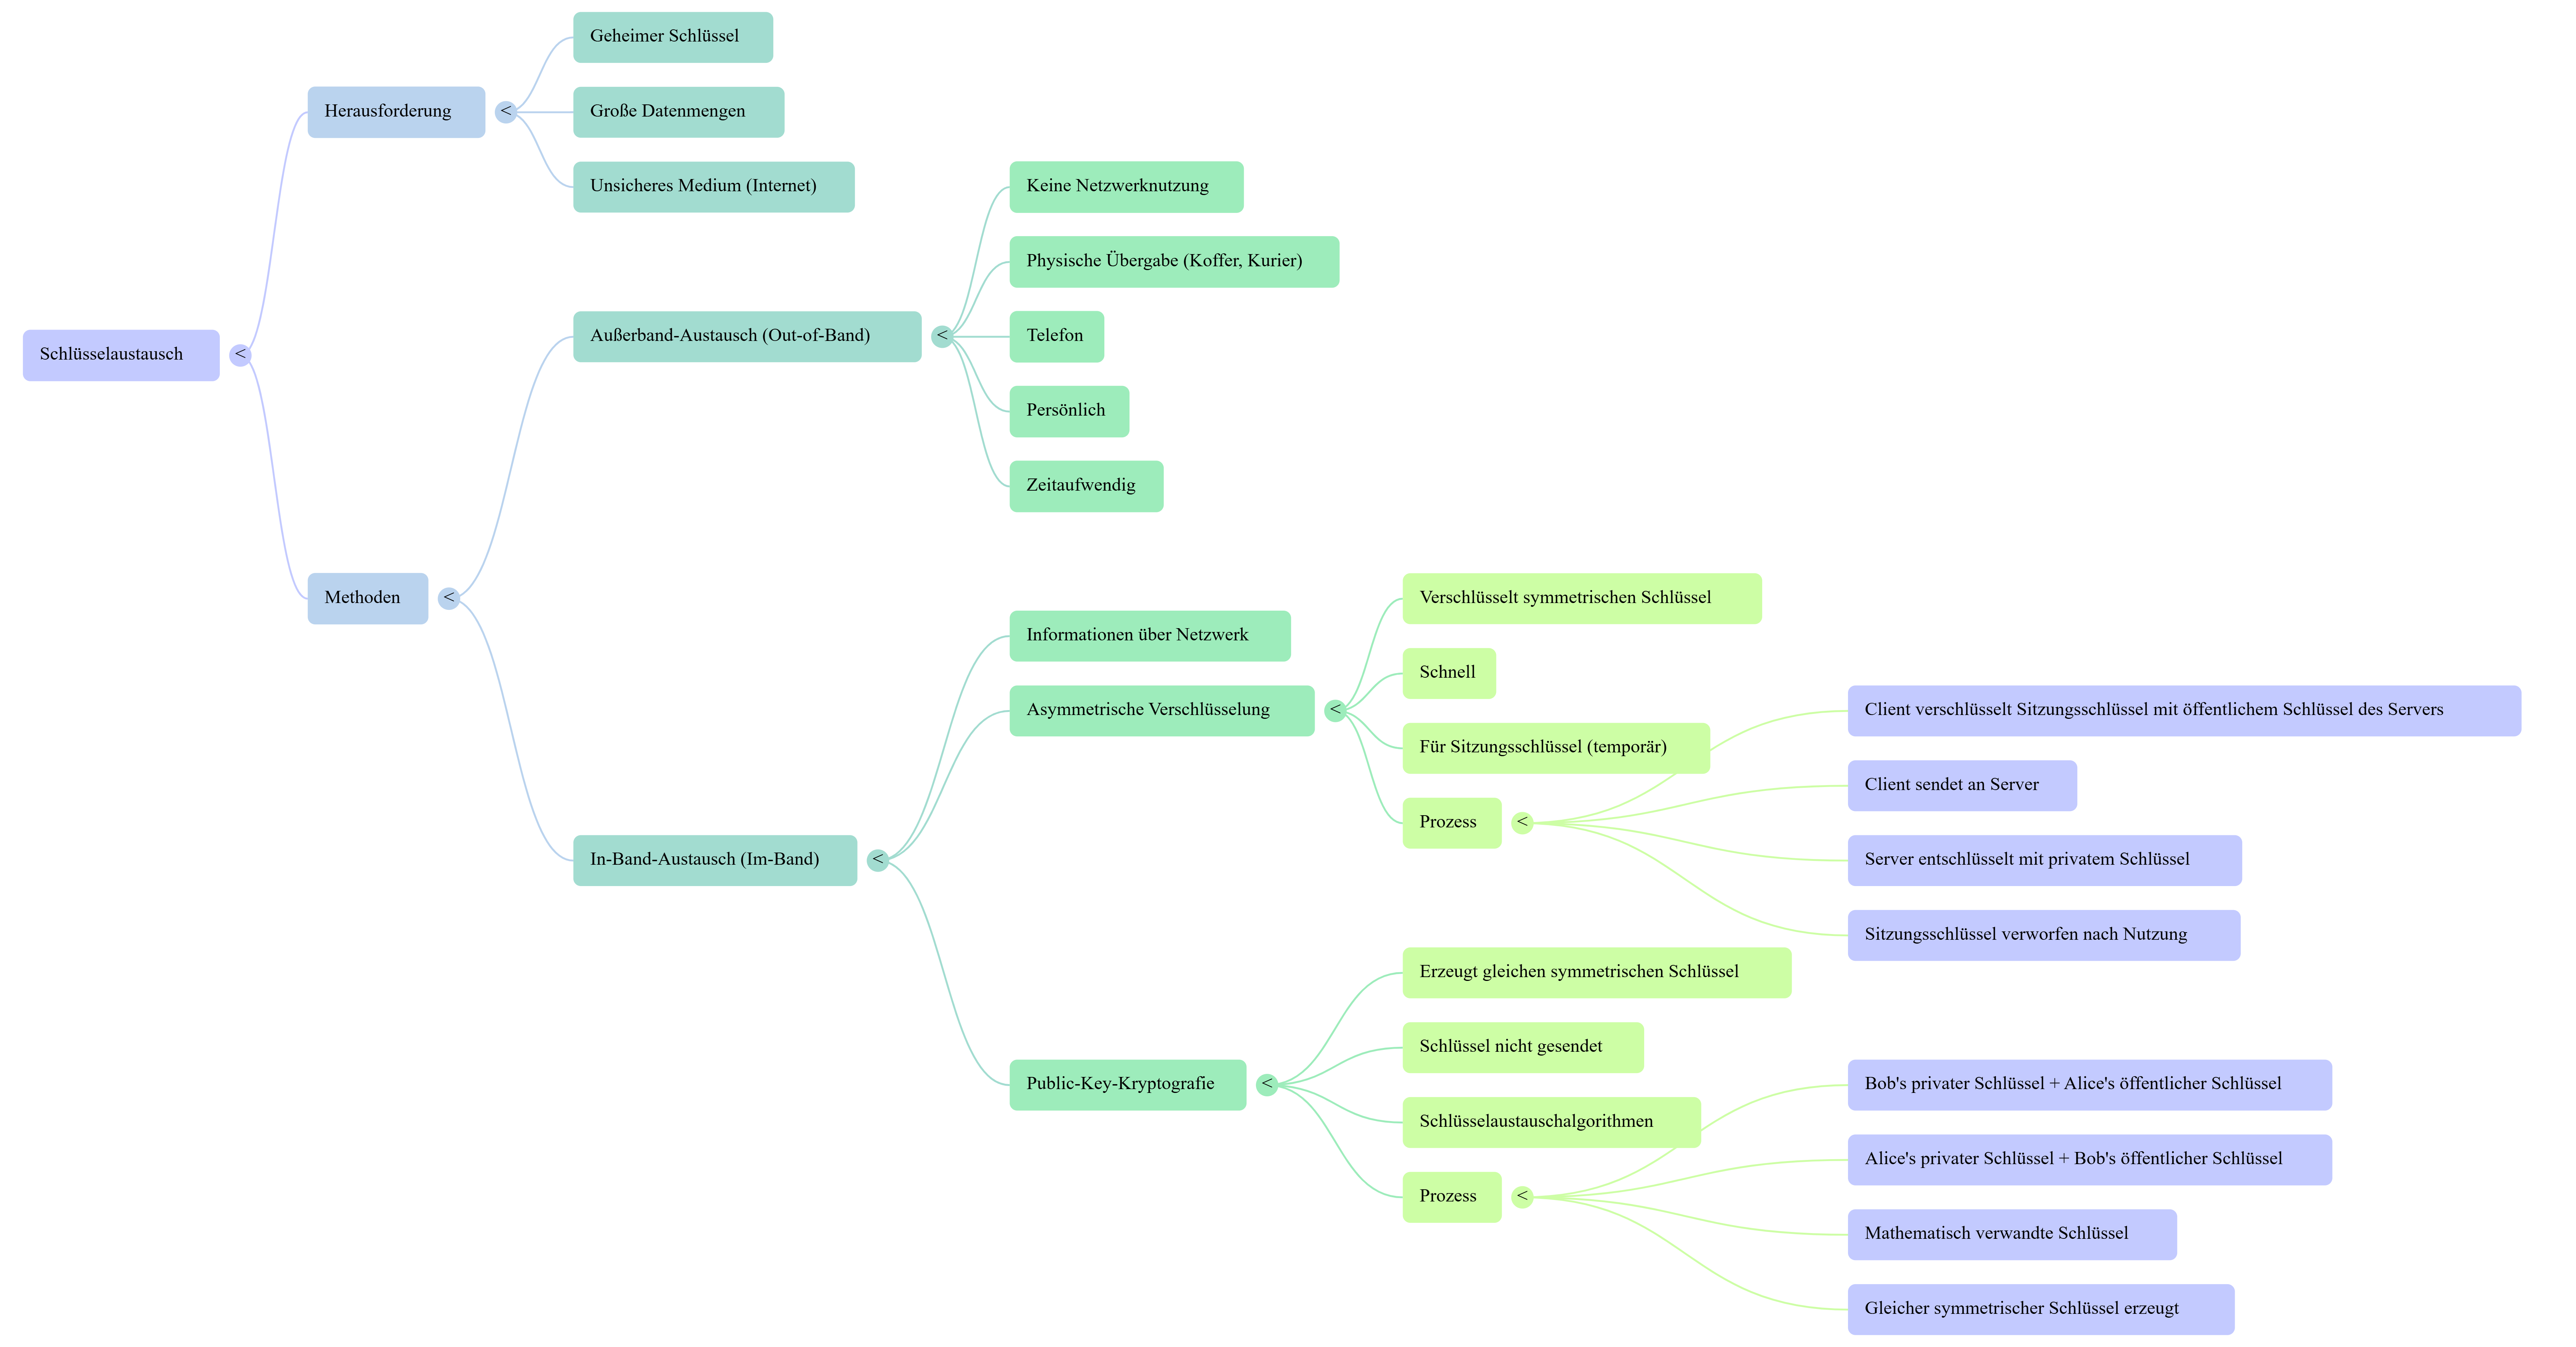 Schlüsselaustausch
<
Herausforderung
<
Geheimer Schlüssel
Große Datenmengen
Unsicheres Medium (Internet)
Methoden
<
Außerband-Austausch (Out-of-Band)
<
Keine Netzwerknutzung
Physische Übergabe (Koffer, Kurier)
Telefon
Persönlich
Zeitaufwendig
In-Band-Austausch (Im-Band)
<
Informationen über Netzwerk
Asymmetrische Verschlüsselung
<
Verschlüsselt symmetrischen Schlüssel
Schnell
Für Sitzungsschlüssel (temporär)
Prozess
<
Client verschlüsselt Sitzungsschlüssel mit öffentlichem Schlüssel des Servers
Client sendet an Server
Server entschlüsselt mit privatem Schlüssel
Sitzungsschlüssel verworfen nach Nutzung
Public-Key-Kryptografie
<
Erzeugt gleichen symmetrischen Schlüssel
Schlüssel nicht gesendet
Schlüsselaustauschalgorithmen
Prozess
<
Bob's privater Schlüssel + Alice's öffentlicher Schlüssel
Alice's privater Schlüssel + Bob's öffentlicher Schlüssel
Mathematisch verwandte Schlüssel
Gleicher symmetrischer Schlüssel erzeugt